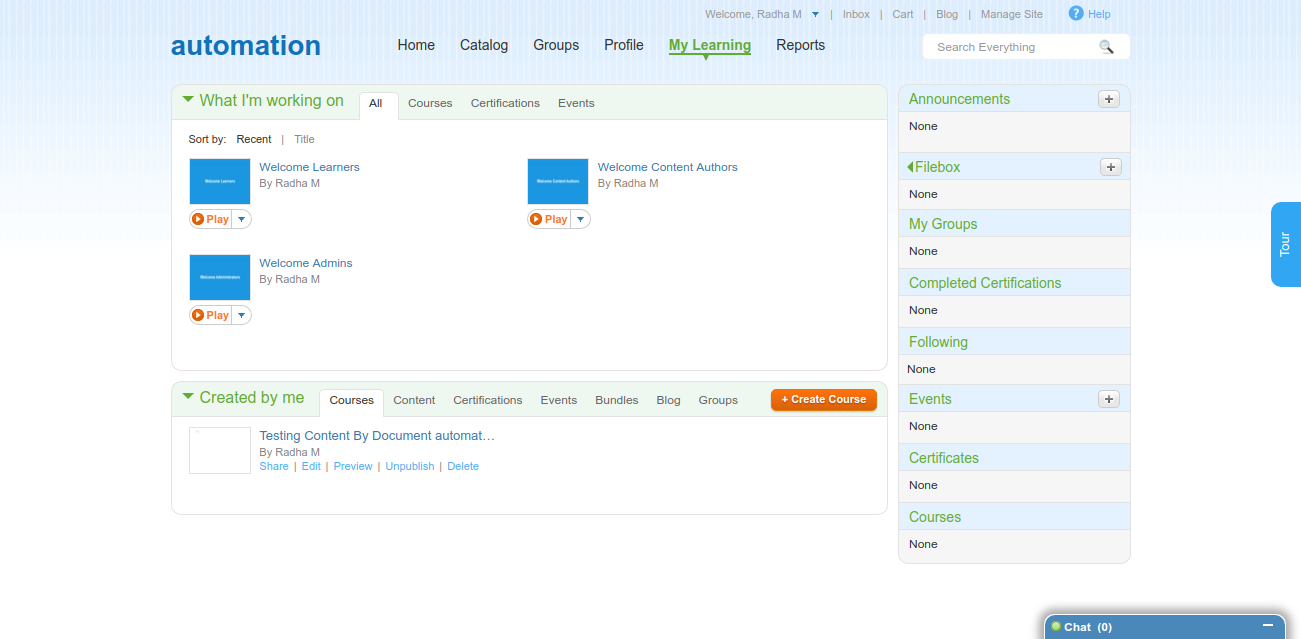 Welcome, Radha M | Inbox | Cart | Blog | Manage Site ? Help
automation Home Catalog Groups Profile My Learning Reports
Search Everything
What I'm working on All Courses Certifications Events
Sort by: Recent | Title
Welcome Learners
Welcome Learners
By Radha M
Play
Welcome Content Authors
Welcome Content Authors
By Radha M
Play
Welcome Administrators
Welcome Admins
By Radha M
Play
Created by me Courses Content Certifications Events Bundles Blog Groups + Create Course
Testing Content By Document automat…
By Radha M
Share | Edit | Preview | Unpublish | Delete
Announcements +
None
Filebox +
None
My Groups
None
Completed Certifications
None
Following
None
Events +
None
Certificates
None
Courses
None
Tour
Chat (0)